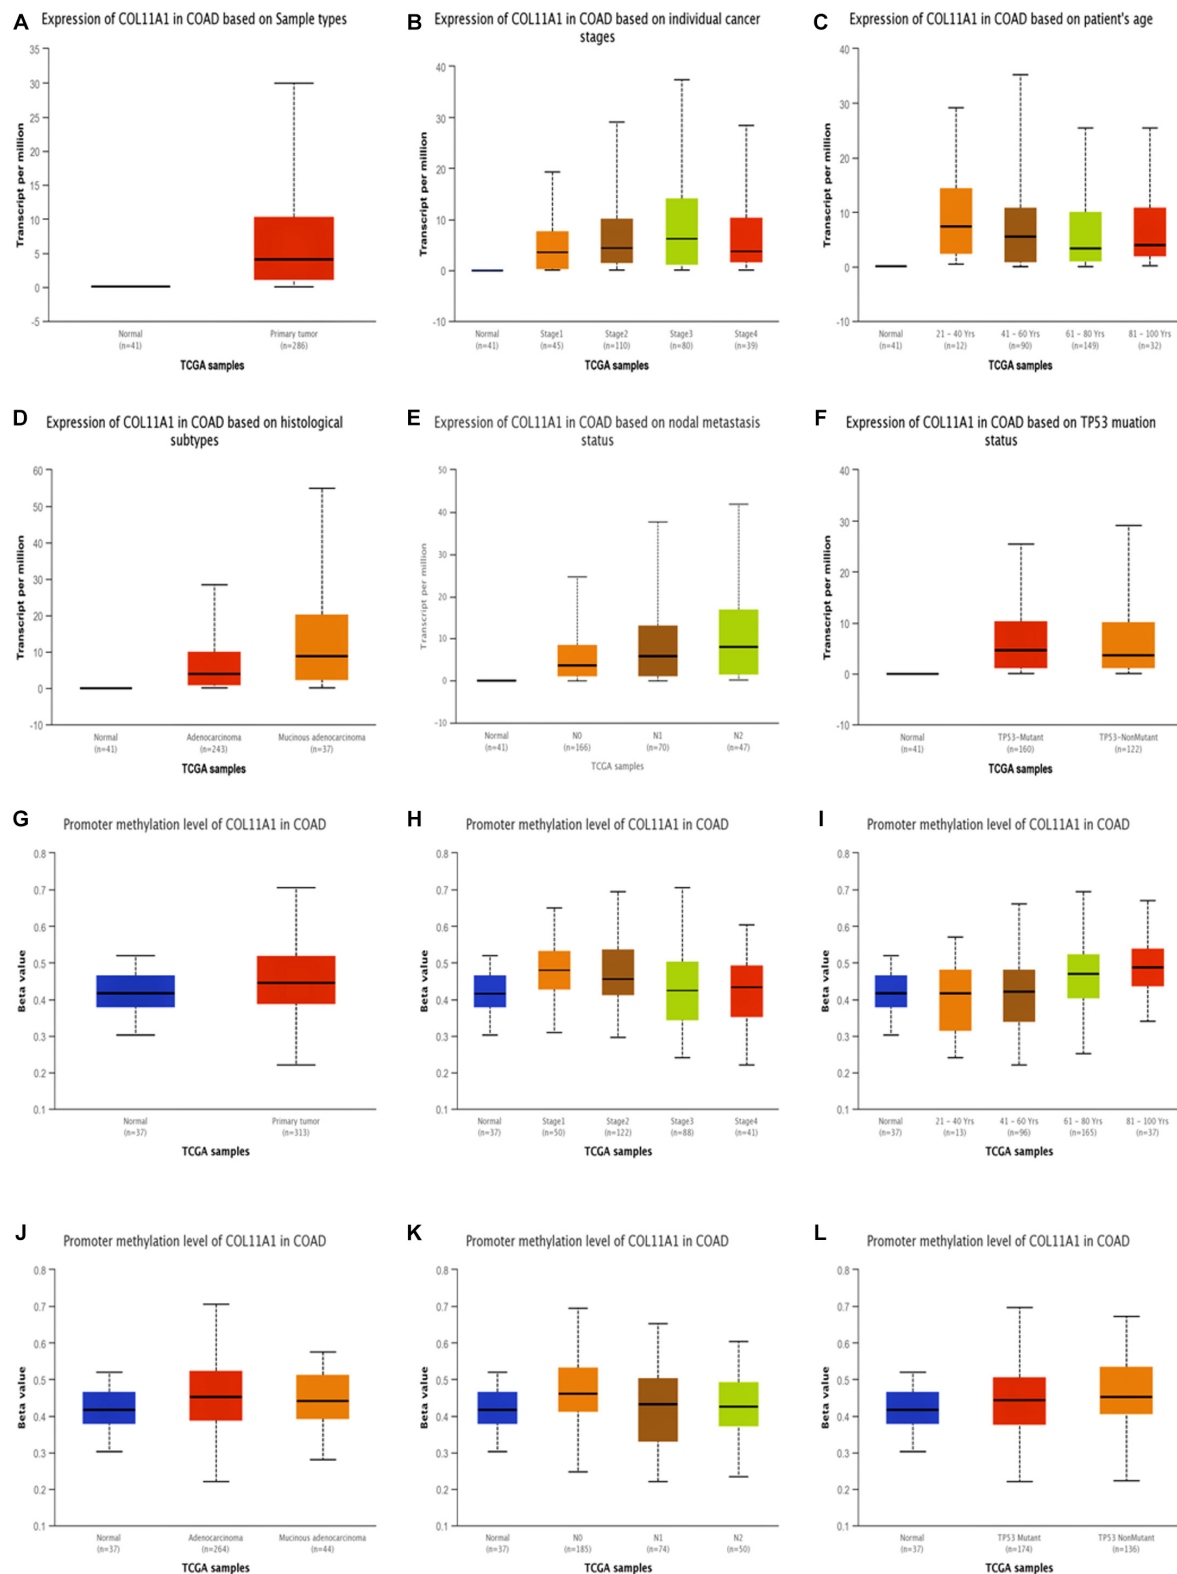 A
Expression of COL11A1 in COAD based on Sample types
35
30
25
20
15
10
5
0
-5
Transcript per million
Normal
(n=41)
Primary tumor
(n=286)
TCGA samples
B
Expression of COL11A1 in COAD based on individual cancer
stages
40
30
20
10
0
-10
Transcript per million
Normal
(n=41)
Stage1
(n=45)
Stage2
(n=110)
Stage3
(n=80)
Stage4
(n=39)
TCGA samples
C
Expression of COL11A1 in COAD based on patient's age
40
30
20
10
0
-10
Transcript per million
Normal
(n=41)
21 - 40 Yrs
(n=12)
41 - 60 Yrs
(n=90)
61 - 80 Yrs
(n=149)
81 - 100 Yrs
(n=32)
TCGA samples
D
Expression of COL11A1 in COAD based on histological
subtypes
60
50
40
30
20
10
0
-10
Transcript per million
Normal
(n=41)
Adenocarcinoma
(n=243)
Mucinous adenocarcinoma
(n=37)
TCGA samples
E
Expression of COL11A1 in COAD based on nodal metastasis
status
50
40
30
20
10
0
-10
Transcript per million
Normal
(n=41)
N0
(n=166)
N1
(n=70)
N2
(n=47)
TCGA samples
F
Expression of COL11A1 in COAD based on TP53 muation
status
40
30
20
10
0
-10
Transcript per million
Normal
(n=41)
TP53-Mutant
(n=160)
TP53-NonMutant
(n=122)
TCGA samples
G
Promoter methylation level of COL11A1 in COAD
0.8
0.7
0.6
0.5
0.4
0.3
0.2
0.1
Beta value
Normal
(n=37)
Primary tumor
(n=313)
TCGA samples
H
Promoter methylation level of COL11A1 in COAD
0.8
0.7
0.6
0.5
0.4
0.3
0.2
0.1
Beta value
Normal
(n=37)
Stage1
(n=50)
Stage2
(n=122)
Stage3
(n=88)
Stage4
(n=41)
TCGA samples
I
Promoter methylation level of COL11A1 in COAD
0.8
0.7
0.6
0.5
0.4
0.3
0.2
0.1
Beta value
Normal
(n=37)
21 - 40 Yrs
(n=13)
41 - 60 Yrs
(n=96)
61 - 80 Yrs
(n=165)
81 - 100 Yrs
(n=37)
TCGA samples
J
Promoter methylation level of COL11A1 in COAD
0.8
0.7
0.6
0.5
0.4
0.3
0.2
0.1
Beta value
Normal
(n=37)
Adenocarcinoma
(n=264)
Mucinous adenocarcinoma
(n=44)
TCGA samples
K
Promoter methylation level of COL11A1 in COAD
0.8
0.7
0.6
0.5
0.4
0.3
0.2
0.1
Beta value
Normal
(n=37)
N0
(n=185)
N1
(n=74)
N2
(n=50)
TCGA samples
L
Promoter methylation level of COL11A1 in COAD
0.8
0.7
0.6
0.5
0.4
0.3
0.2
0.1
Beta value
Normal
(n=37)
TP53 Mutant
(n=174)
TP53 NonMutant
(n=136)
TCGA samples